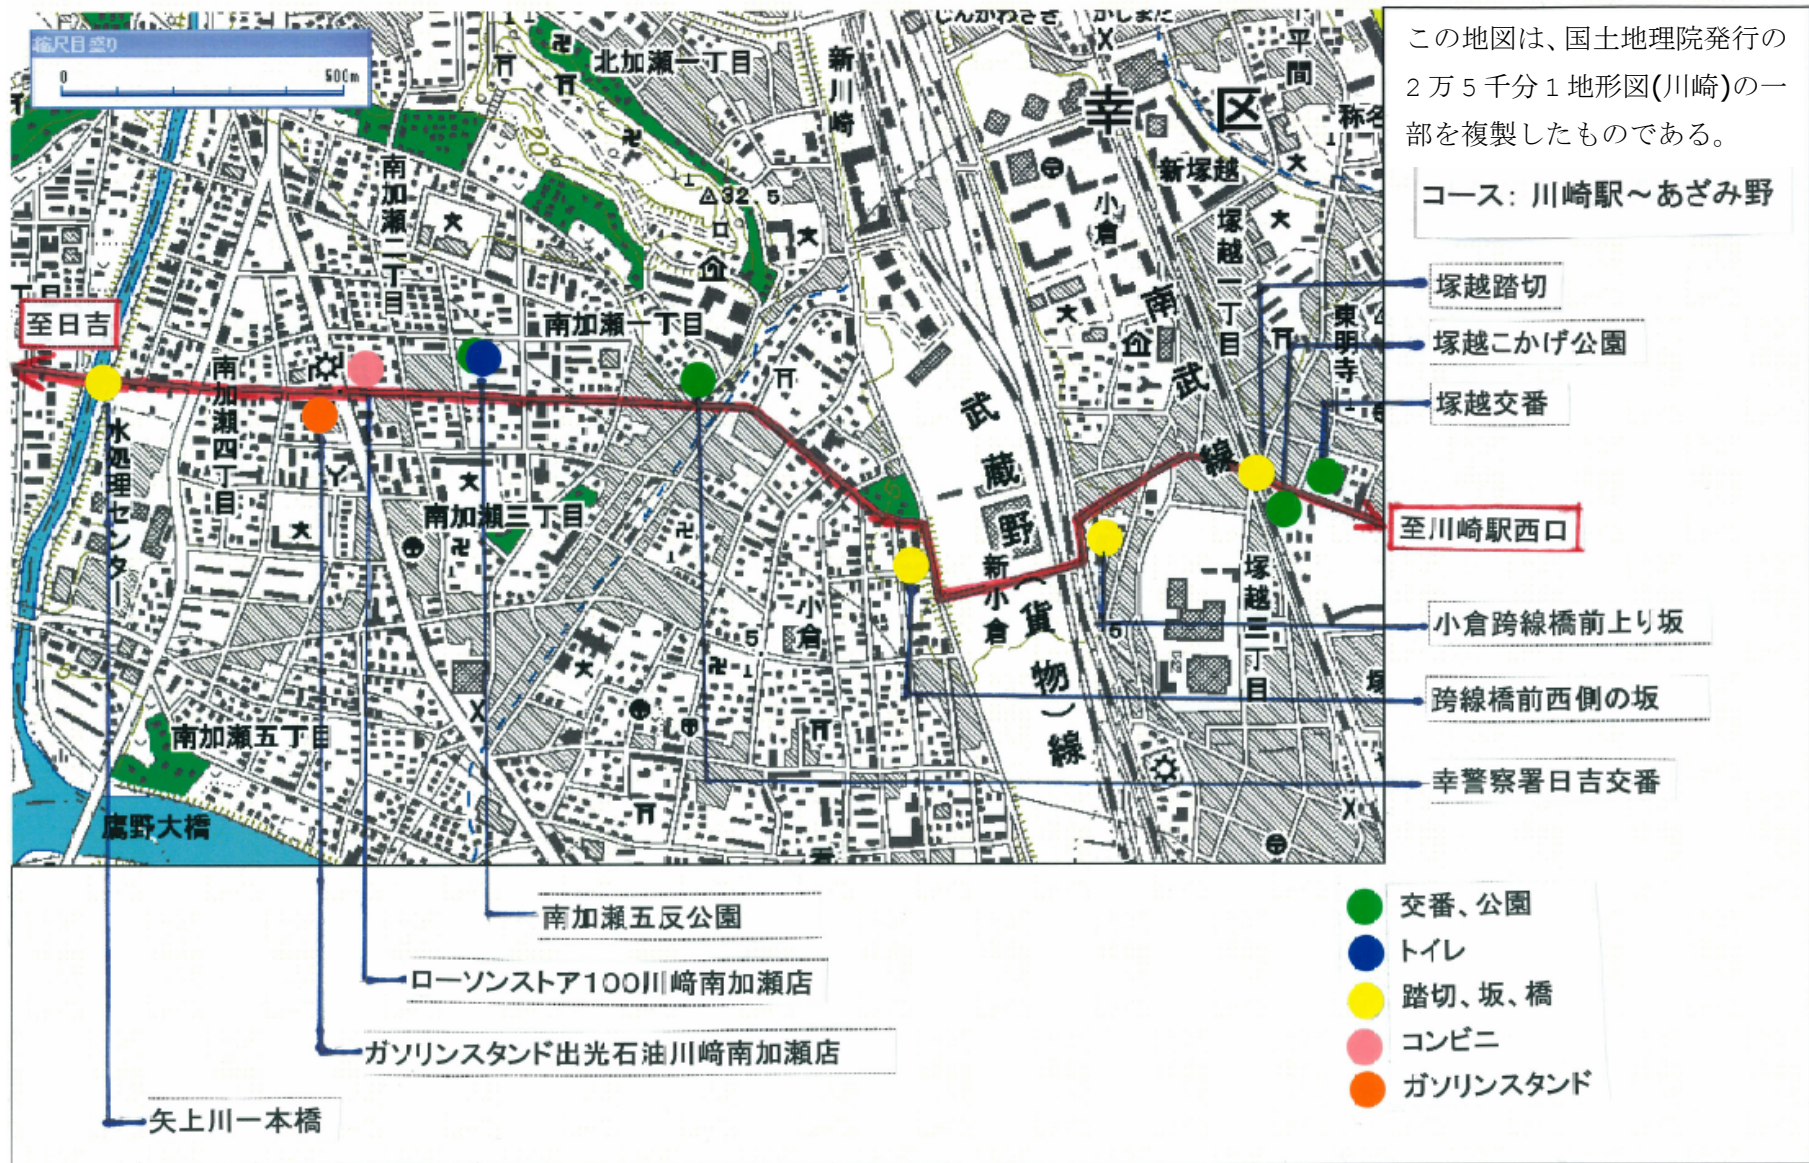 縮尺目盛り
0 500m
この地図は、国土地理院発行の
2万5千分1地形図(川崎)の一
部を複製したものである。
コース：川崎駅～あざみ野
北加瀬一丁目
新川崎
幸 区
平間
称名
南加瀬二丁目
20
△32.5
新塚越
小倉
塚越一丁目
塚越踏切
至日吉
南加瀬一丁目
南武線
東明寺
塚越こかげ公園
塚越交番
南加瀬四丁目
水処理センター
武蔵野(貨物)線
南加瀬三丁目
至川崎駅西口
新小倉
小倉
5
5
塚越三丁目
小倉跨線橋前上り坂
跨線橋前西側の坂
南加瀬五丁目
幸警察署日吉交番
鷹野大橋
南加瀬五反公園
ローソンストア100川崎南加瀬店
ガソリンスタンド出光石油川崎南加瀬店
矢上川一本橋
交番、公園
トイレ
踏切、坂、橋
コンビニ
ガソリンスタンド